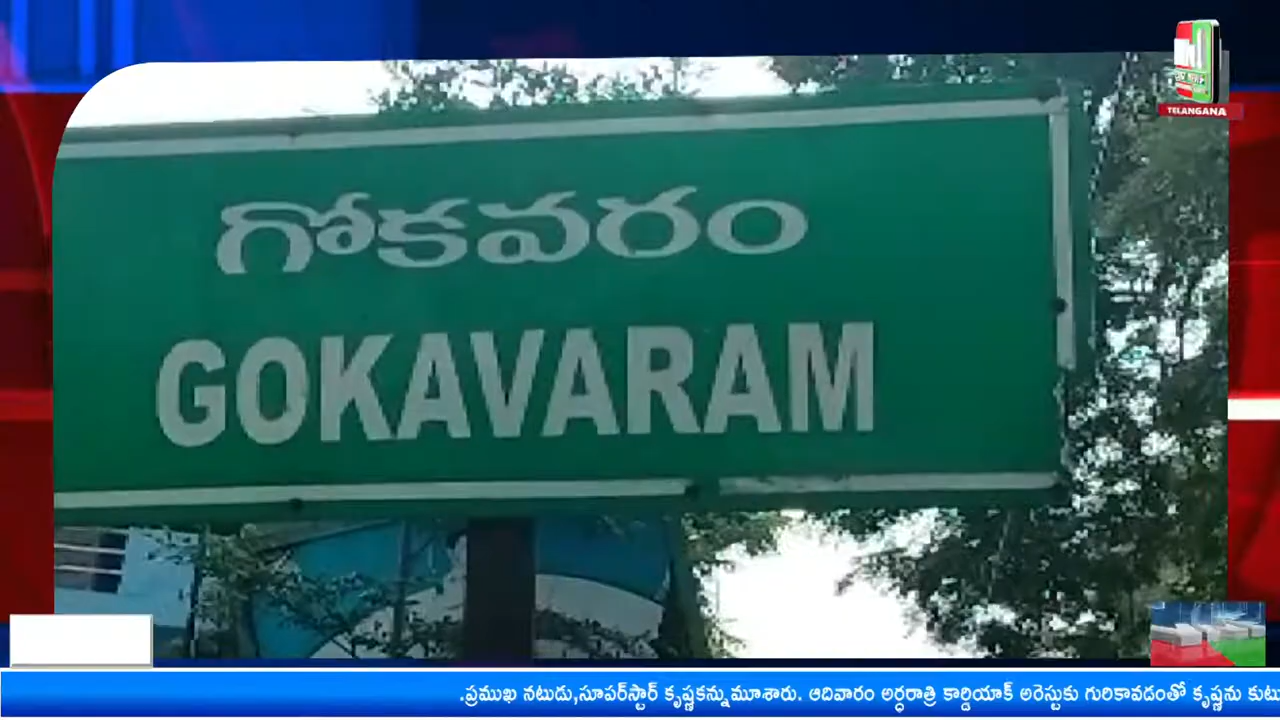 TELANGANA
గోకవరం
GOKAVARAM
.ప్రముఖ నటుడు,సూపర్‌స్టార్ కృష్ణకన్నుమూశారు. ఆదివారం అర్ధరాత్రి కార్డియాక్ అరెస్టుకు గురికావడంతో కృష్ణను